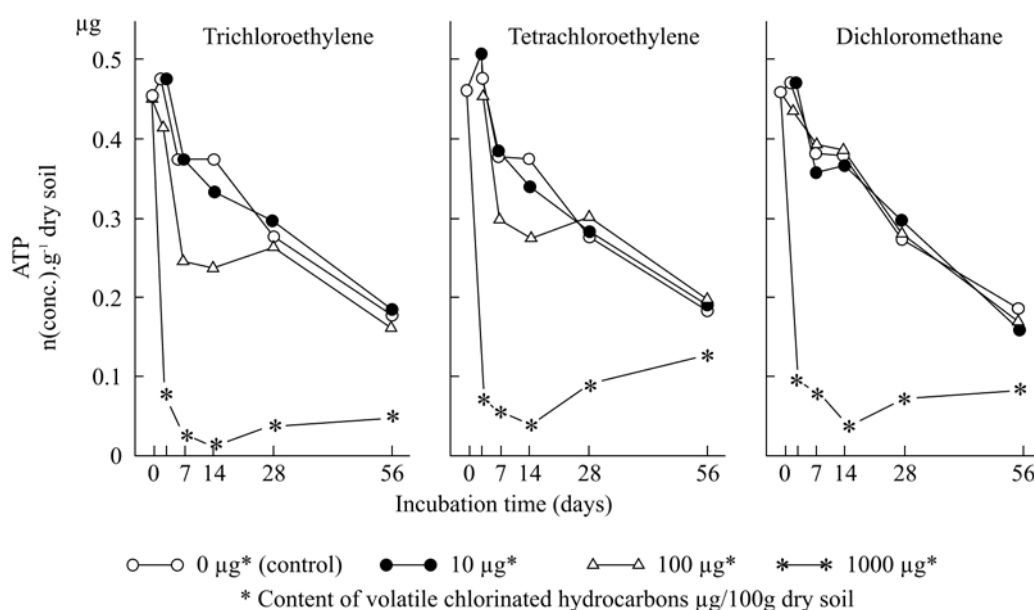 µg
Trichloroethylene
Tetrachloroethylene
Dichloromethane
0.5
0.4
0.3
0.2
0.1
0
ATP
n(conc.).g⁻¹ dry soil
0 7 14 28 56
0 7 14 28 56
0 7 14 28 56
Incubation time (days)
0 µg* (control)
10 µg*
100 µg*
1000 µg*
* Content of volatile chlorinated hydrocarbons µg/100g dry soil